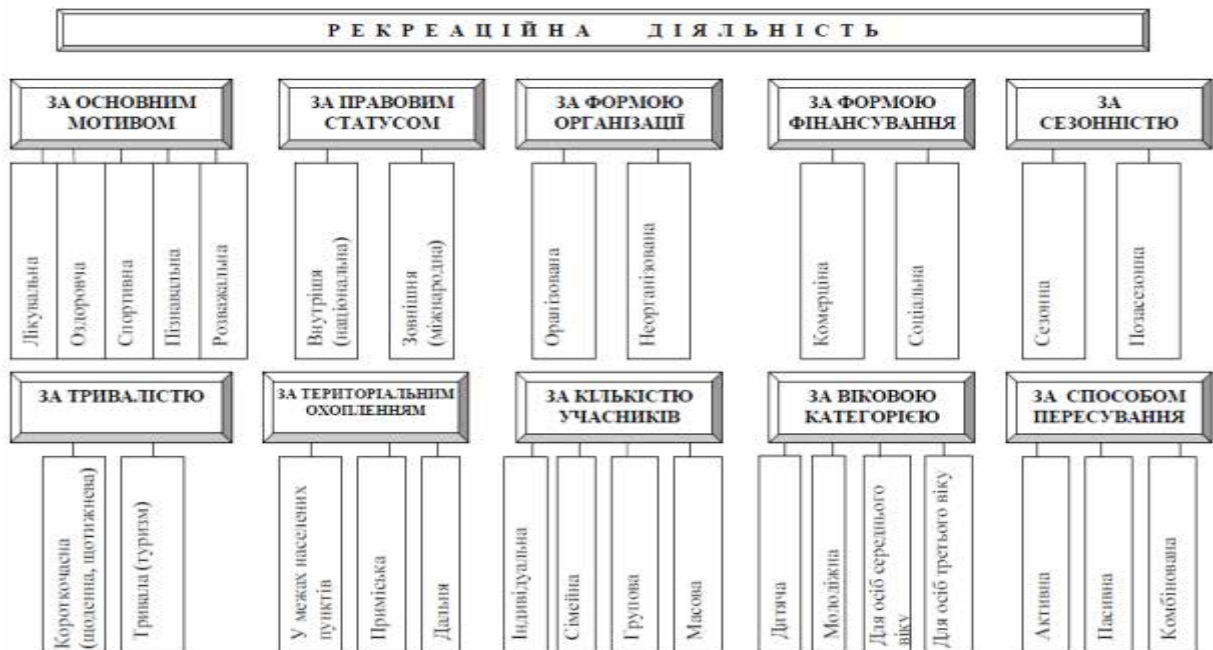 РЕКРЕАЦІЙНА ДІЯЛЬНІСТЬ
ЗА ОСНОВНИМ
МОТИВОМ
ЗА ПРАВОВИМ
СТАТУСОМ
ЗА ФОРМОЮ
ОРГАНІЗАЦІЇ
ЗА ФОРМОЮ
ФІНАНСУВАННЯ
ЗА
СЕЗОННІСТЮ
Лікувальна
Оздоровча
Спортивна
Пізнавальна
Розважальна
Внутрішя
(національна)
Зовнішня
(міжнародна)
Оранізована
Неорганізована
Комерціна
Соціальна
Сезонна
Позасезонна
ЗА ТРИВАЛІСТЮ
ЗА ТЕРИТОРІАЛЬНИМ
ОХОПЛЕННЯМ
ЗА КІЛЬКІСТЮ
УЧАСНИКІВ
ЗА ВІКОВОЮ
КАТЕГОРІЄЮ
ЗА СПОСОБОМ
ПЕРЕСУВАННЯ
Короткочасна
(щоденна, щотижнева)
Тривала (туризм)
У межах населених
пунктів
Приміська
Дальня
Індивідуальна
Сімейна
Групова
Масова
Дитяча
Молодіжна
Для осіб середнього
віку
Для осіб третього віку
Активна
Пасивна
Комбінована